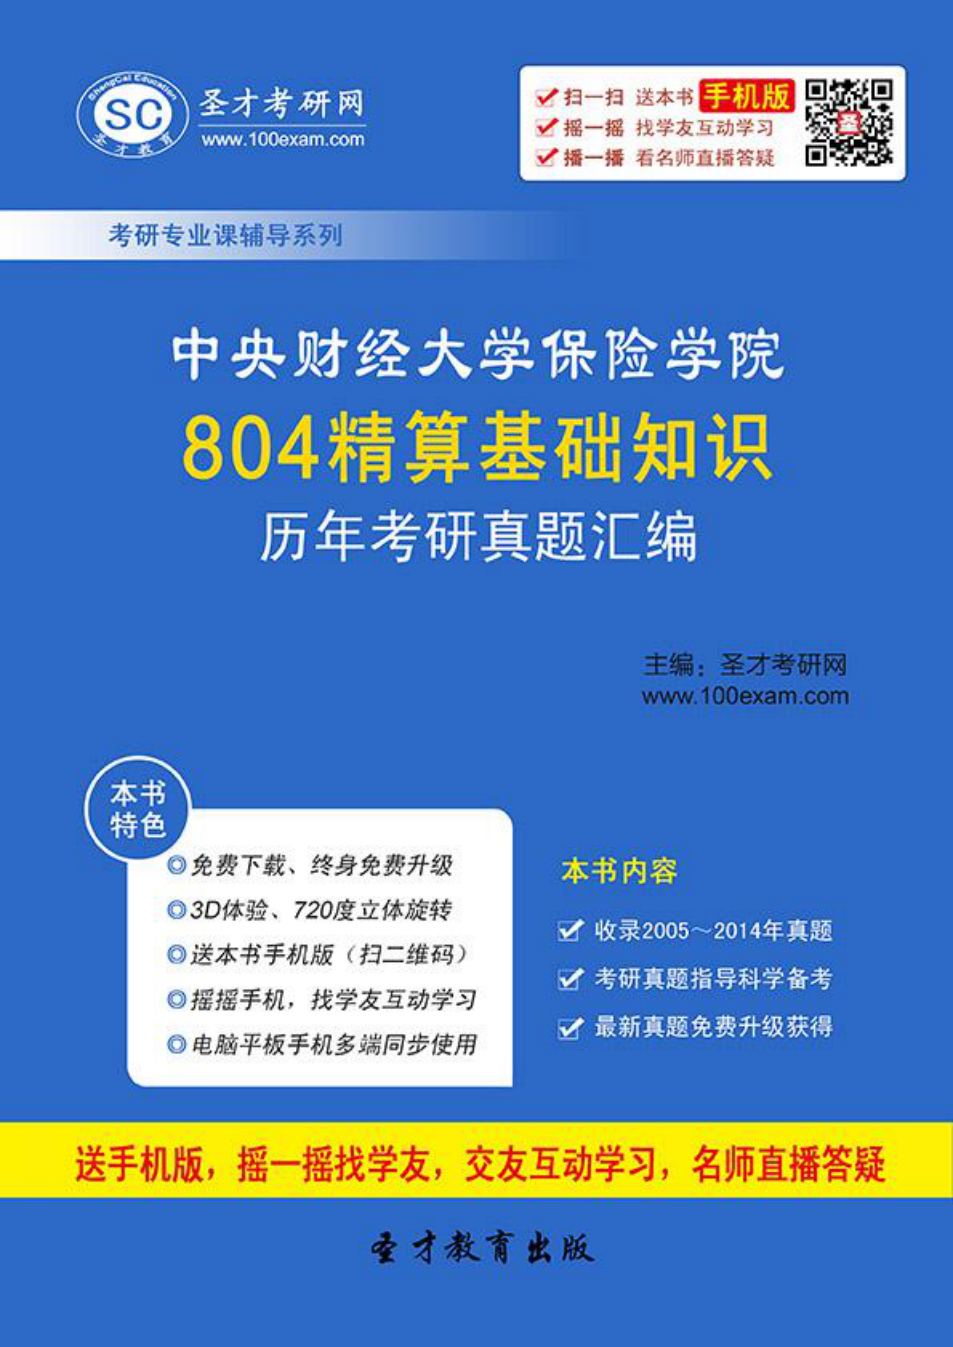 ShengCai Education
SC
圣才教育
圣才考研网
www.100exam.com
扫一扫 送本书 手机版
摇一摇 找学友互动学习
播一播 看名师直播答疑
圣
考研专业课辅导系列
中央财经大学保险学院
804精算基础知识
历年考研真题汇编
主编：圣才考研网
www.100exam.com
本书
特色
◎免费下载、终身免费升级
◎3D体验、720度立体旋转
◎送本书手机版（扫二维码）
◎摇摇手机，找学友互动学习
◎电脑平板手机多端同步使用
本书内容
收录2005～2014年真题
考研真题指导科学备考
最新真题免费升级获得
送手机版，摇一摇找学友，交友互动学习，名师直播答疑
圣才教育出版